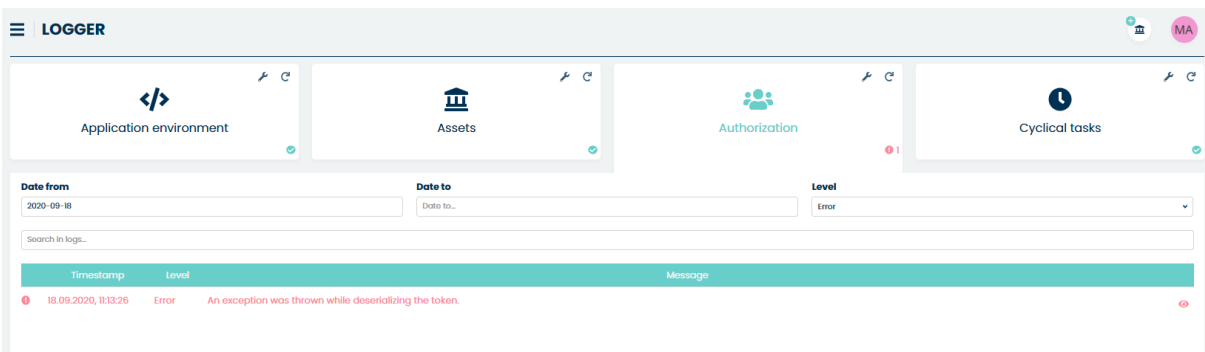 LOGGER
MA
Application environment
Assets
Authorization
Cyclical tasks
1
Date from
Date to
Level
2020-09-18
Date to...
Error
Search in logs...
Timestamp Level Message
18.09.2020, 11:13:26 Error An exception was thrown while deserializing the token.